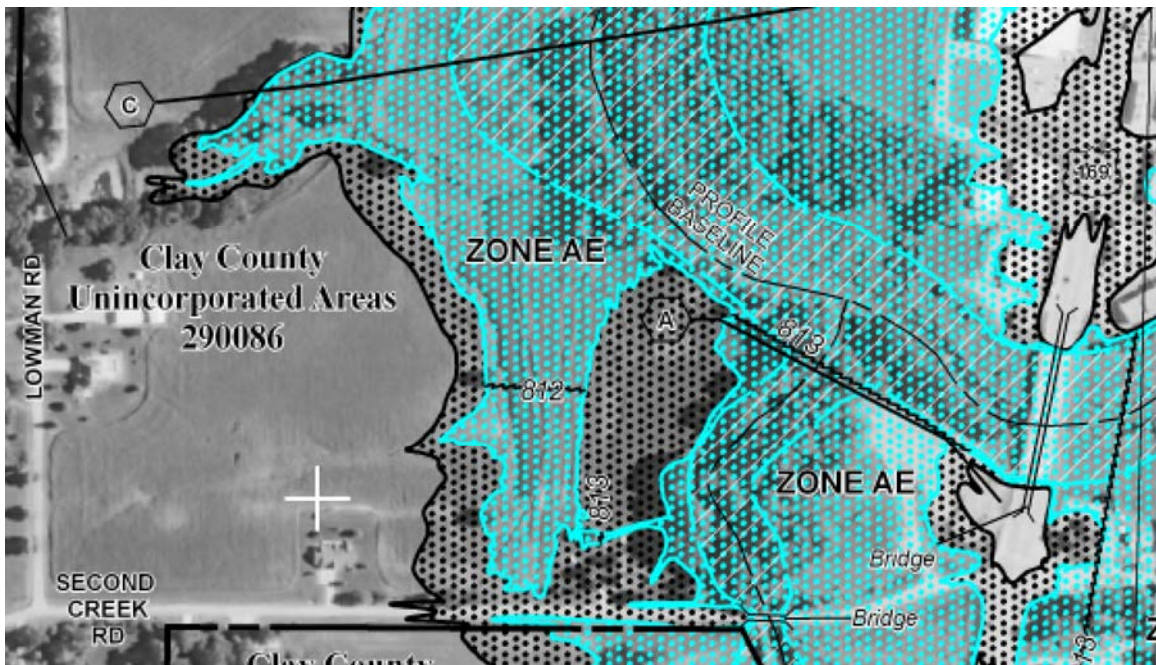 C
169
PROFILE
BASELINE
ZONE AE
Clay County
Unincorporated Areas
290086
LOWMAN RD
A
813
812
813
ZONE AE
Bridge
SECOND
CREEK
RD
Bridge
Clay County
Z